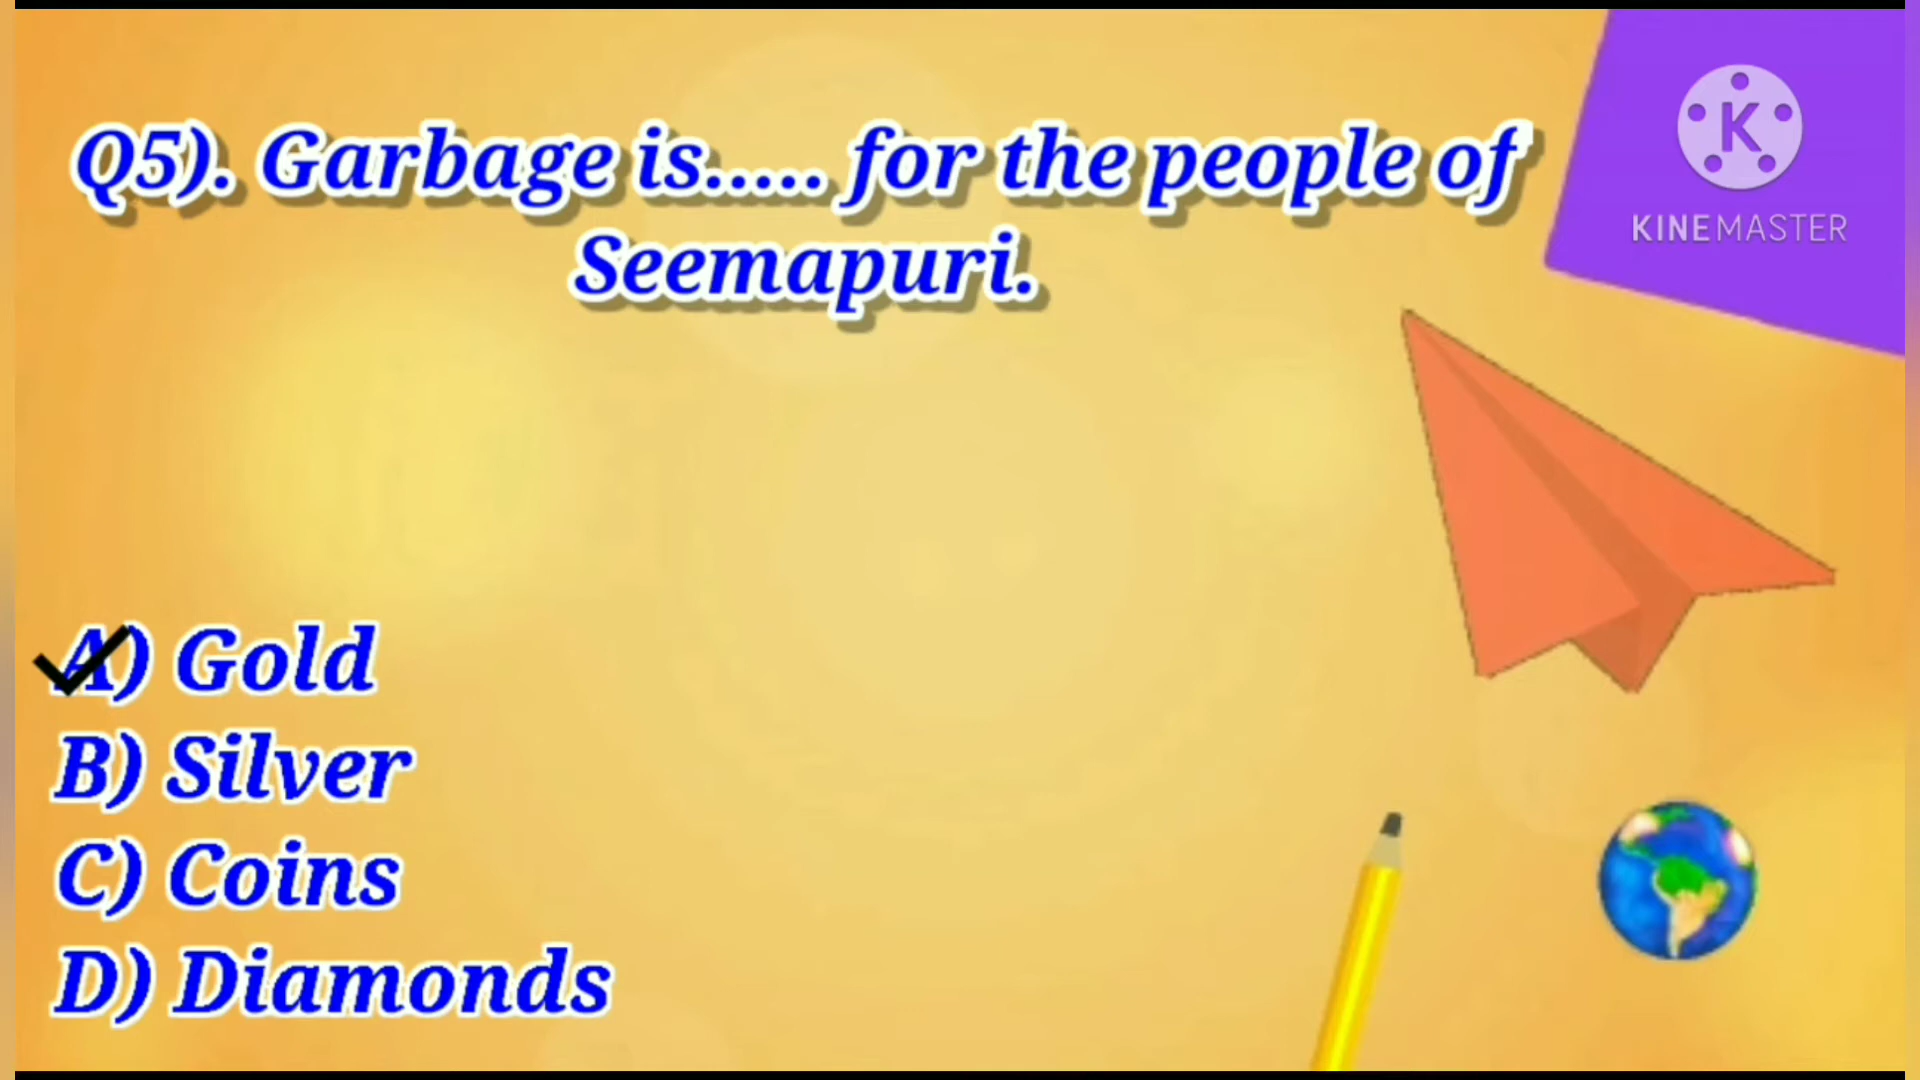 Q5). Garbage is..... for the people of
Seemapuri.
K
KINEMASTER
A) Gold
B) Silver
C) Coins
D) Diamonds